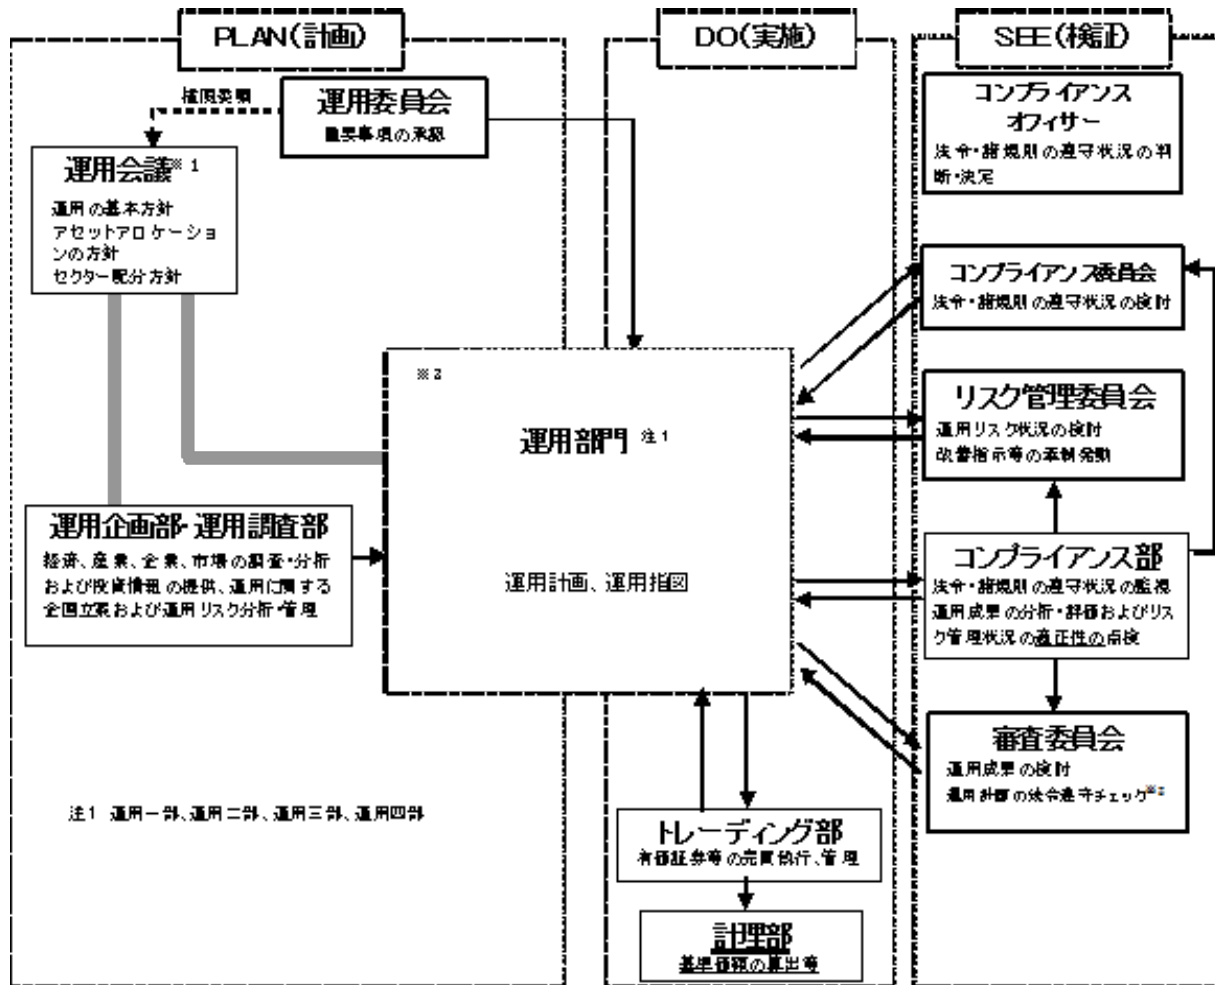 PLAN(計画)
運用委員会
重要事項の承認
権限委譲
運用会議※1
運用の基本方針
アセットアロケーショ
ンの方針
セクター配分方針
運用企画部・運用調査部
経済、産業、企業、市場の調査・分析
および投資情報の提供、運用に関する
企画立案および運用リスク分析・管理
注1 運用一部、運用二部、運用三部、運用四部
※2
運用部門 注1
運用計画、運用指図
DO(実施)
トレーディング部
有価証券等の売買執行、管理
計理部
基準価額の算出等
SEE(検証)
コンプライアンス
オフィサー
法令・諸規則の遵守状況の判
断・決定
コンプライアンス委員会
法令・諸規則の遵守状況の検討
リスク管理委員会
運用リスク状況の検討
改善指示等の牽制発動
コンプライアンス部
法令・諸規則の遵守状況の監視
運用成果の分析・評価およびリス
ク管理状況の適正性の点検
審査委員会
運用成果の検討
運用計画の法令遵守チェック